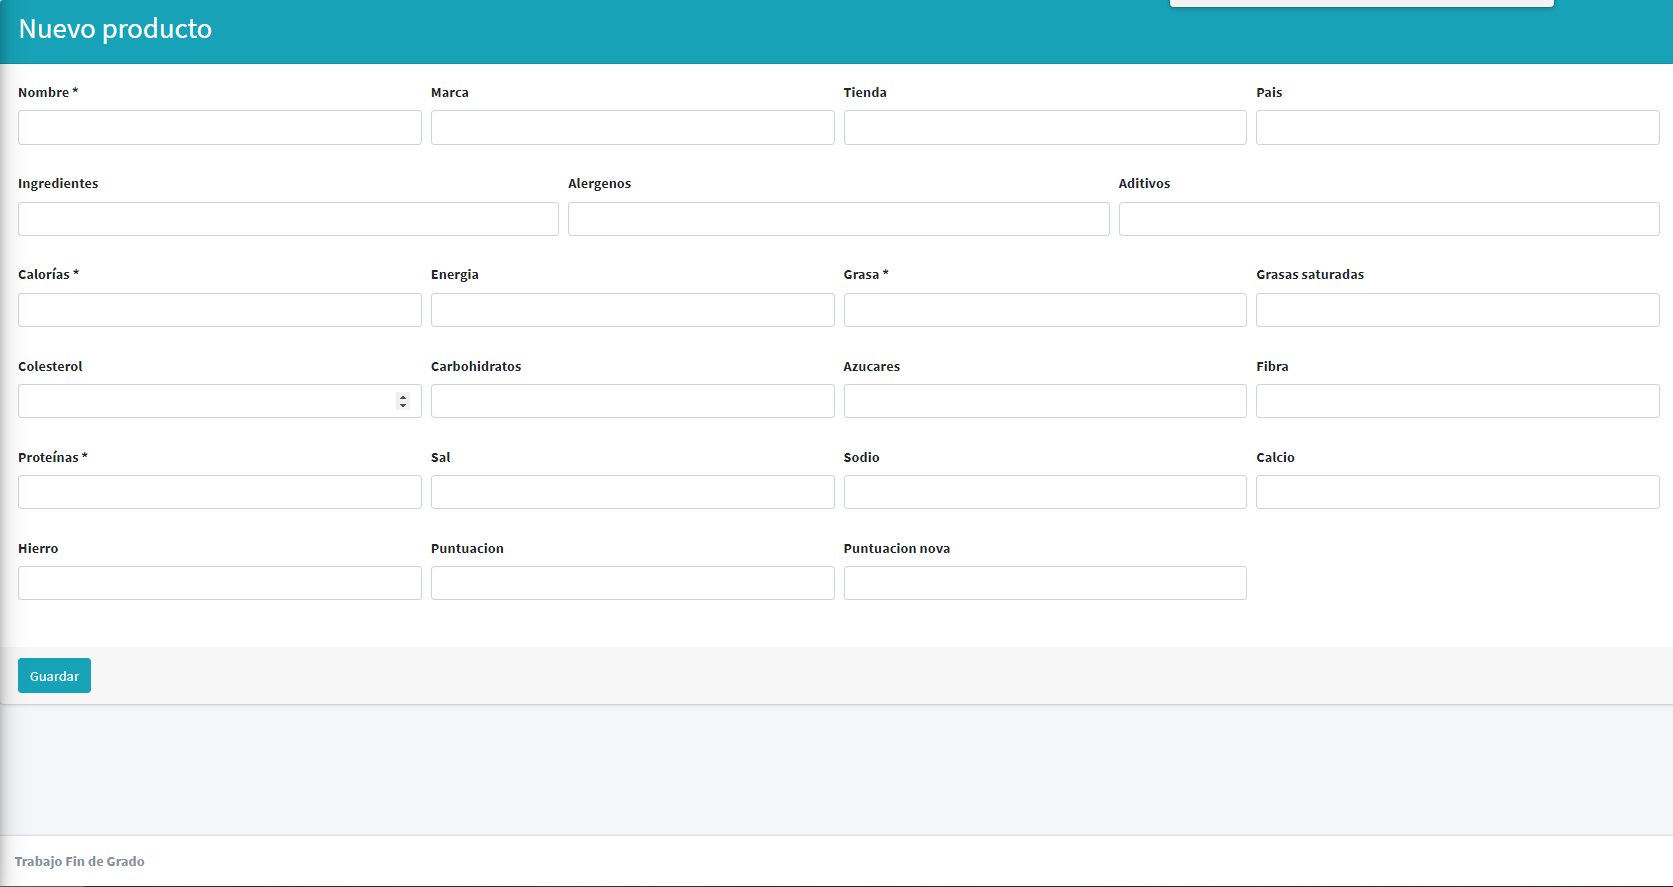 Nuevo producto
Nombre * Marca Tienda Pais
Ingredientes Alergenos Aditivos
Calorías * Energia Grasa * Grasas saturadas
Colesterol Carbohidratos Azucares Fibra
Proteínas * Sal Sodio Calcio
Hierro Puntuacion Puntuacion nova
Guardar
Trabajo Fin de Grado